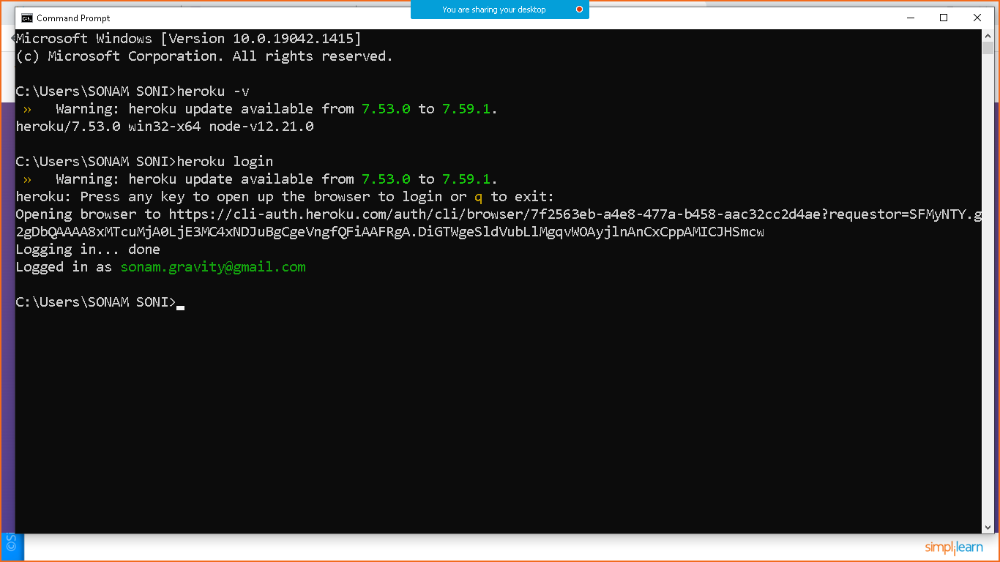 You are sharing your desktop
Command Prompt
Microsoft Windows [Version 10.0.19042.1415]
(c) Microsoft Corporation. All rights reserved.
C:\Users\SONAM SONI>heroku -v
» Warning: heroku update available from 7.53.0 to 7.59.1.
heroku/7.53.0 win32-x64 node-v12.21.0
C:\Users\SONAM SONI>heroku login
» Warning: heroku update available from 7.53.0 to 7.59.1.
heroku: Press any key to open up the browser to login or q to exit:
Opening browser to https://cli-auth.heroku.com/auth/cli/browser/7f2563eb-a4e8-477a-b458-aac32cc2d4ae?requestor=SFMyNTY.g
2gDbQAAAA8xMTcuMjA0LjE3MC4xNDJuBgCgeVngfQFiAAFRgA.DiGTWgeSldVubLlMgqvWOAyjlnAnCxCppAMICJHSmcw
Logging in... done
Logged in as sonam.gravity@gmail.com
C:\Users\SONAM SONI>
©Si
simplilearn